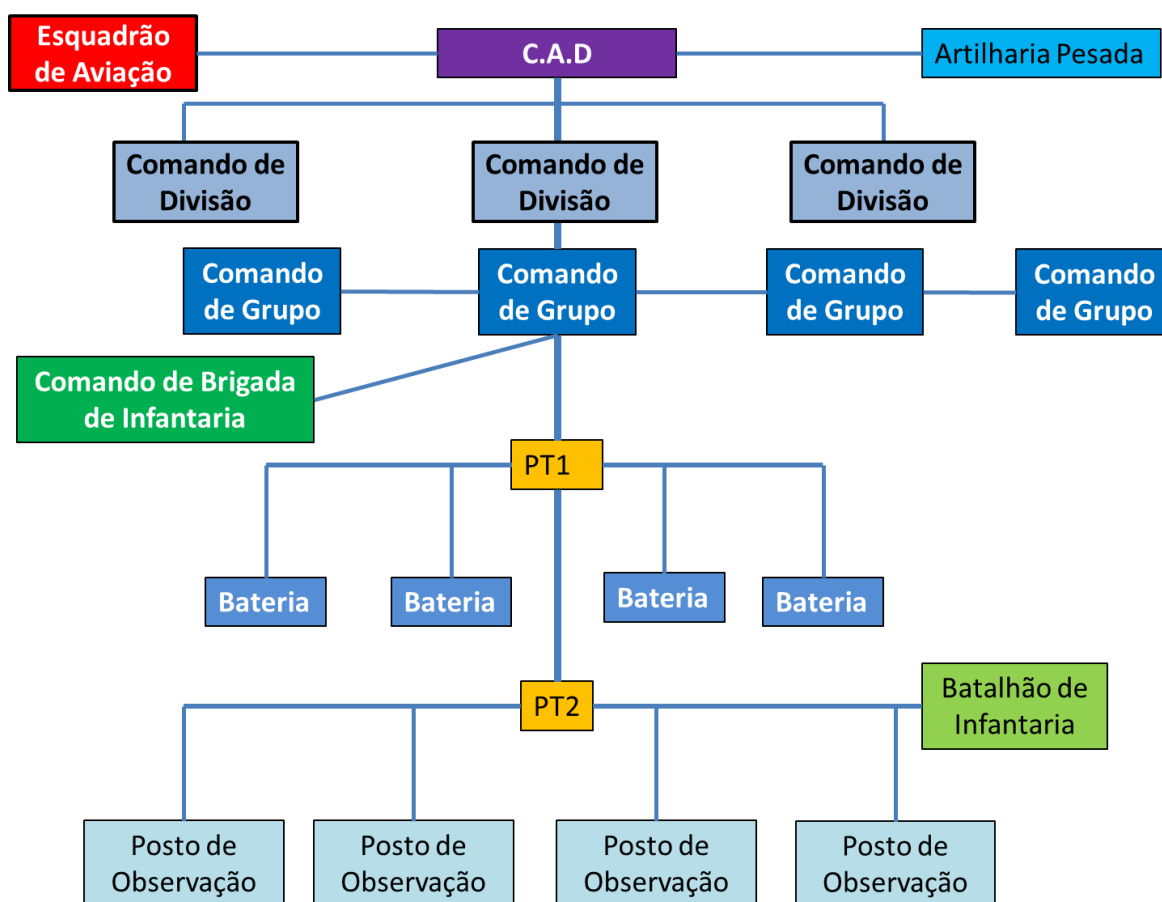 Esquadrão
de Aviação
C.A.D
Artilharia Pesada
Comando de
Divisão
Comando de
Divisão
Comando de
Divisão
Comando
de Grupo
Comando
de Grupo
Comando
de Grupo
Comando
de Grupo
Comando de Brigada
de Infantaria
PT1
Bateria
Bateria
Bateria
Bateria
PT2
Batalhão de
Infantaria
Posto de
Observação
Posto de
Observação
Posto de
Observação
Posto de
Observação